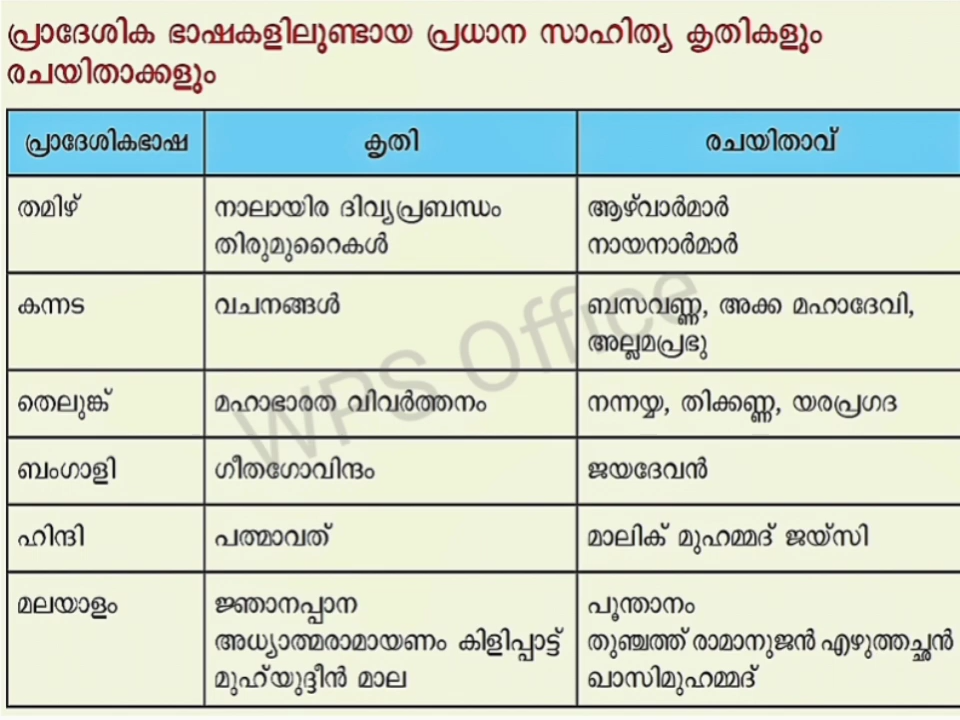 പ്രാദേശിക ഭാഷകളിലുണ്ടായ പ്രധാന സാഹിത്യ കൃതികളും
രചയിതാക്കളും
പ്രാദേശികഭാഷ കൃതി രചയിതാവ്
തമിഴ് നാലായിര ദിവ്യപ്രബന്ധം ആഴ്‌വാർമാർ
തിരുമുറൈകൾ നായനാർമാർ
കന്നട വചനങ്ങൾ ബസവണ്ണ, അക്ക മഹാദേവി,
അല്ലമപ്രഭു
തെലുങ്ക് മഹാഭാരത വിവർത്തനം നന്നയ്യ, തിക്കണ്ണ, യരപ്രഗദ
ബംഗാളി ഗീതഗോവിന്ദം ജയദേവൻ
ഹിന്ദി പത്മാവത് മാലിക് മുഹമ്മദ് ജയ്സി
മലയാളം ജ്ഞാനപ്പാന പൂന്താനം
അധ്യാത്മരാമായണം കിളിപ്പാട്ട് തുഞ്ചത്ത് രാമാനുജൻ എഴുത്തച്ഛൻ
മുഹ്‌യുദ്ദീൻ മാല ഖാസിമുഹമ്മദ്
WPS Office